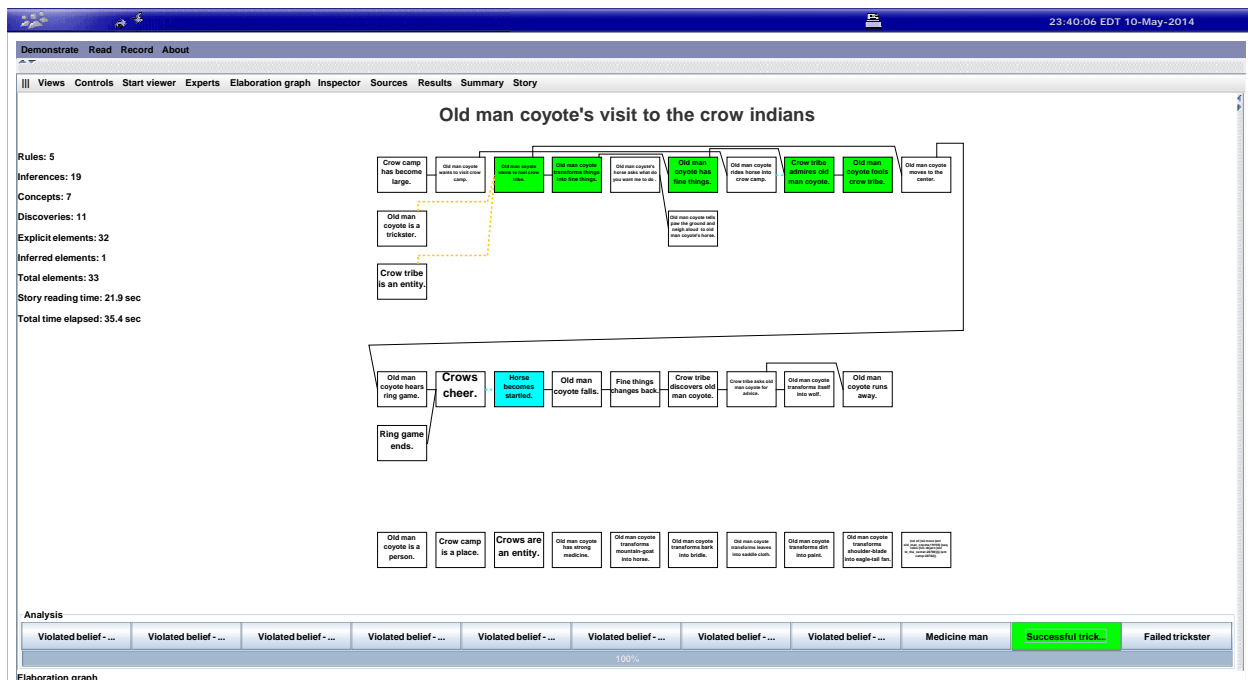 23:40:06 EDT 10-May-2014
Demonstrate Read Record About
||| Views Controls Start viewer Experts Elaboration graph Inspector Sources Results Summary Story
Old man coyote's visit to the crow indians
Rules: 5
Inferences: 19
Concepts: 7
Discoveries: 11
Explicit elements: 32
Inferred elements: 1
Total elements: 33
Story reading time: 21.9 sec
Total time elapsed: 35.4 sec
Crow camp
has become
large.
Old man coyote
wants to visit crow
camp.
Old man coyote
wants to fool crow
tribe.
Old man coyote
transforms things
into fine things.
Old man coyote's
horse asks what do
you want me to do .
Old man
coyote has
fine things.
Old man coyote
rides horse into
crow camp.
Crow tribe
admires old
man coyote.
Old man
coyote fools
crow tribe.
Old man coyote
moves to the
center.
Old man
coyote is a
trickster.
Old man coyote tells
paw the ground and
neigh aloud to old
man coyote's horse.
Crow tribe
is an entity.
Old man
coyote hears
ring game.
Crows
cheer.
Horse
becomes
startled.
Old man
coyote falls.
Fine things
changes back.
Crow tribe
discovers old
man coyote.
Crow tribe asks old
man coyote for
advice.
Old man coyote
transforms itself
into wolf.
Old man
coyote runs
away.
Ring game
ends.
Old man
coyote is a
person.
Crow camp
is a place.
Crows are
an entity.
Old man coyote
has strong
medicine.
Old man coyote
transforms
mountain-goat
into horse.
Old man coyote
transforms bark
into bridle.
Old man coyote
transforms leaves
into saddle cloth.
Old man coyote
transforms dirt
into paint.
Old man coyote
transforms
shoulder-blade
into eagle-tail fan.
Analysis
Violated belief - ... Violated belief - ... Violated belief - ... Violated belief - ... Violated belief - ... Violated belief - ... Violated belief - ... Violated belief - ... Medicine man Successful trick... Failed trickster
100%
Elaboration graph